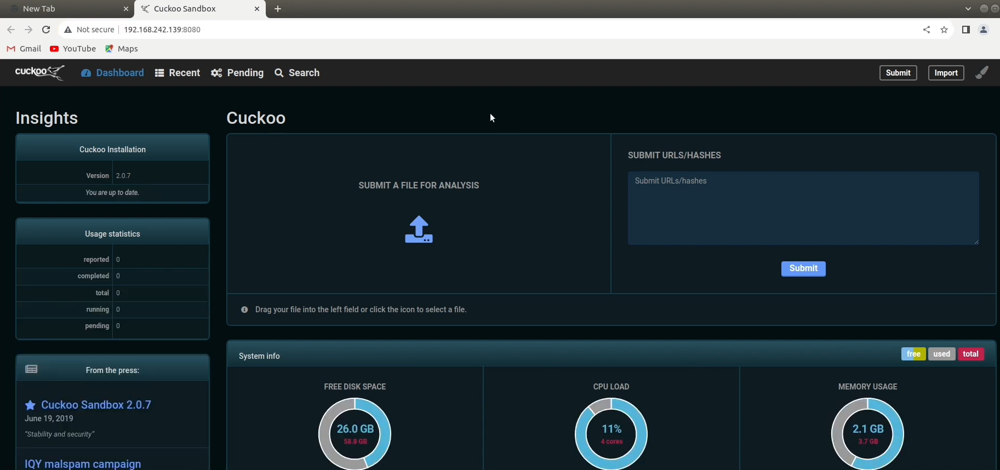 New Tab
Cuckoo Sandbox
Not secure
192.168.242.139:8080
Gmail
YouTube
Maps
cuckoo
Dashboard
Recent
Pending
Search
Submit
Import
Insights
Cuckoo Installation
Version 2.0.7
You are up to date.
Usage statistics
reported 0
completed 0
total 0
running 0
pending 0
From the press:
Cuckoo Sandbox 2.0.7
June 19, 2019
“Stability and security”
IQY malspam campaign
Cuckoo
SUBMIT A FILE FOR ANALYSIS
SUBMIT URLS/HASHES
Submit URLs/hashes
Submit
Drag your file into the left field or click the icon to select a file.
System info
free
used
total
FREE DISK SPACE
26.0 GB
58.8 GB
CPU LOAD
11%
4 cores
MEMORY USAGE
2.1 GB
3.7 GB